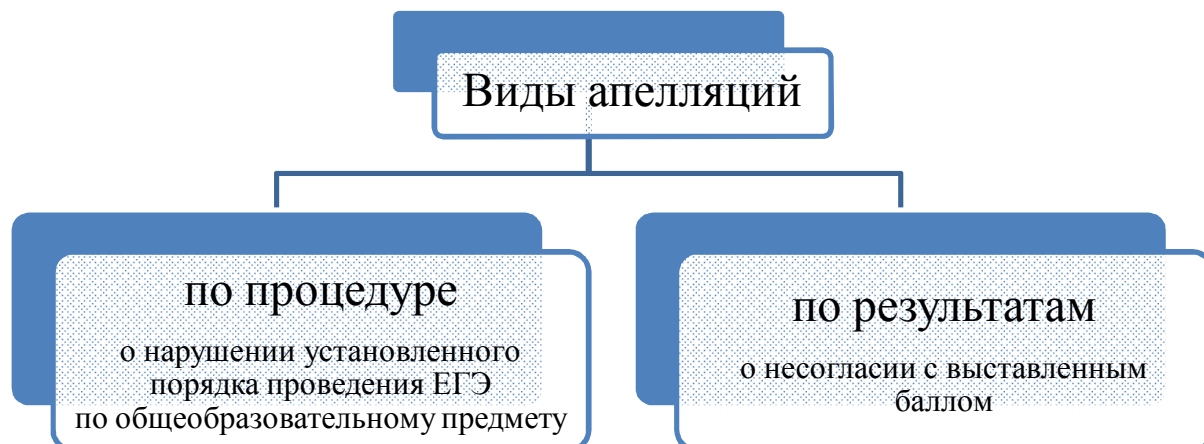 Виды апелляций
по процедуре
о нарушении установленного
порядка проведения ЕГЭ
по общеобразовательному предмету
по результатам
о несогласии с выставленным
баллом